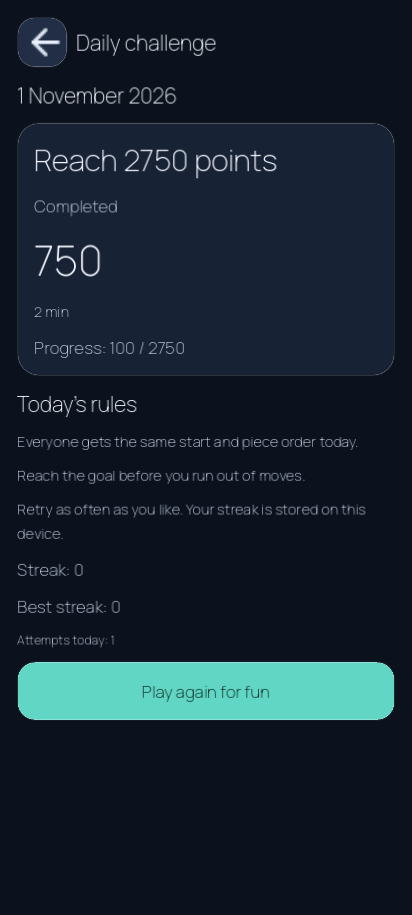 Daily challenge
1 November 2026
Reach 2750 points
Completed
750
2 min
Progress: 100 / 2750
Today's rules
Everyone gets the same start and piece order today.
Reach the goal before you run out of moves.
Retry as often as you like. Your streak is stored on this
device.
Streak: 0
Best streak: 0
Attempts today: 1
Play again for fun